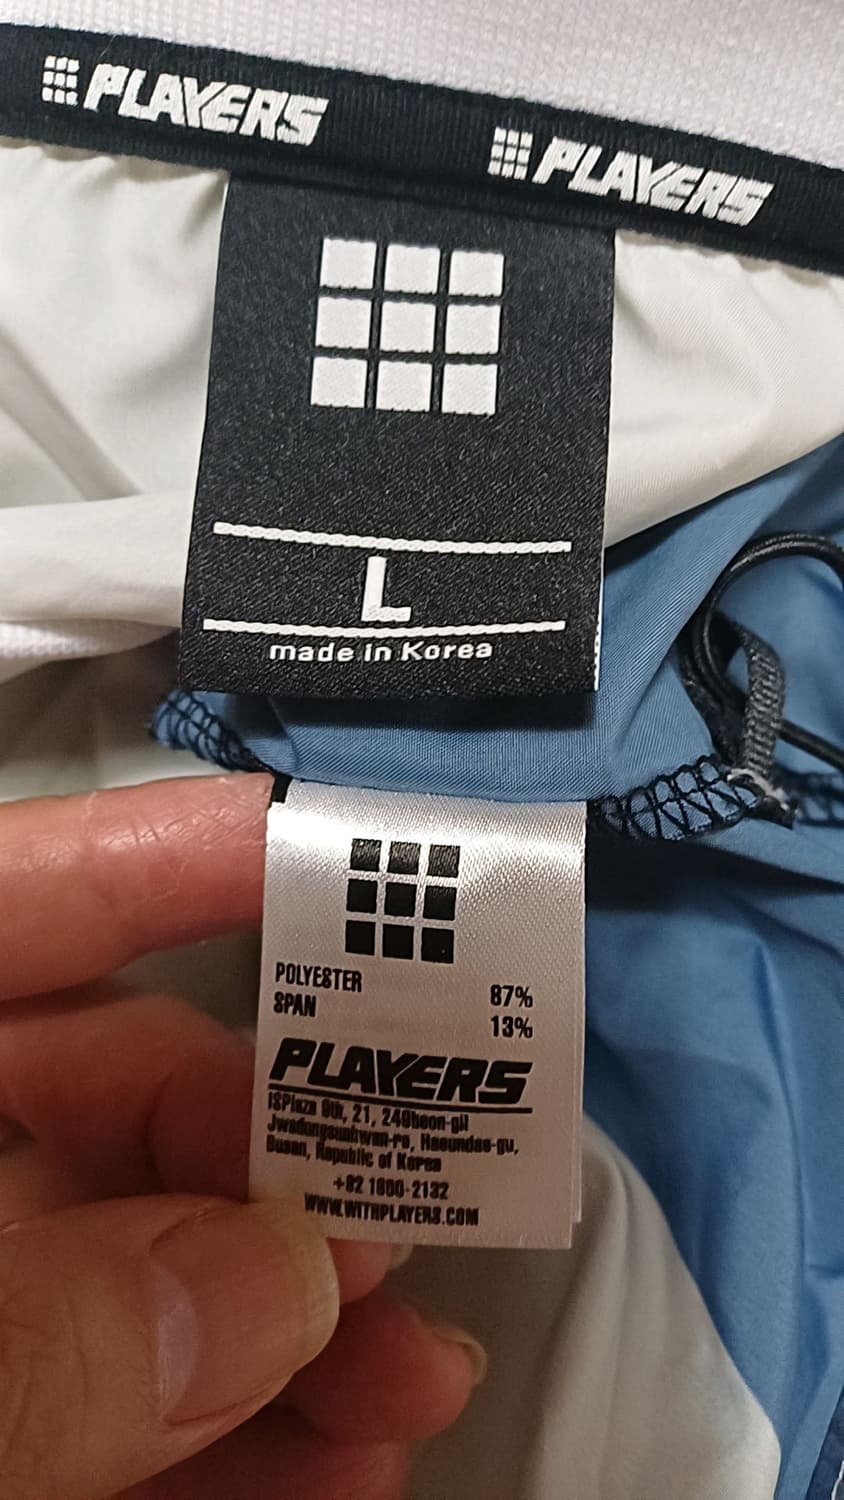 PLAYERS
PLAYERS
L
made in Korea
POLYESTER 87%
SPAN 13%
PLAYERS
ISPlaza 9th, 21, 249beon-gil
Jwadongsunhwan-ro, Haeundae-gu,
Busan, Republic of Korea
+82 1600-2132
WWW.WITHPLAYERS.COM